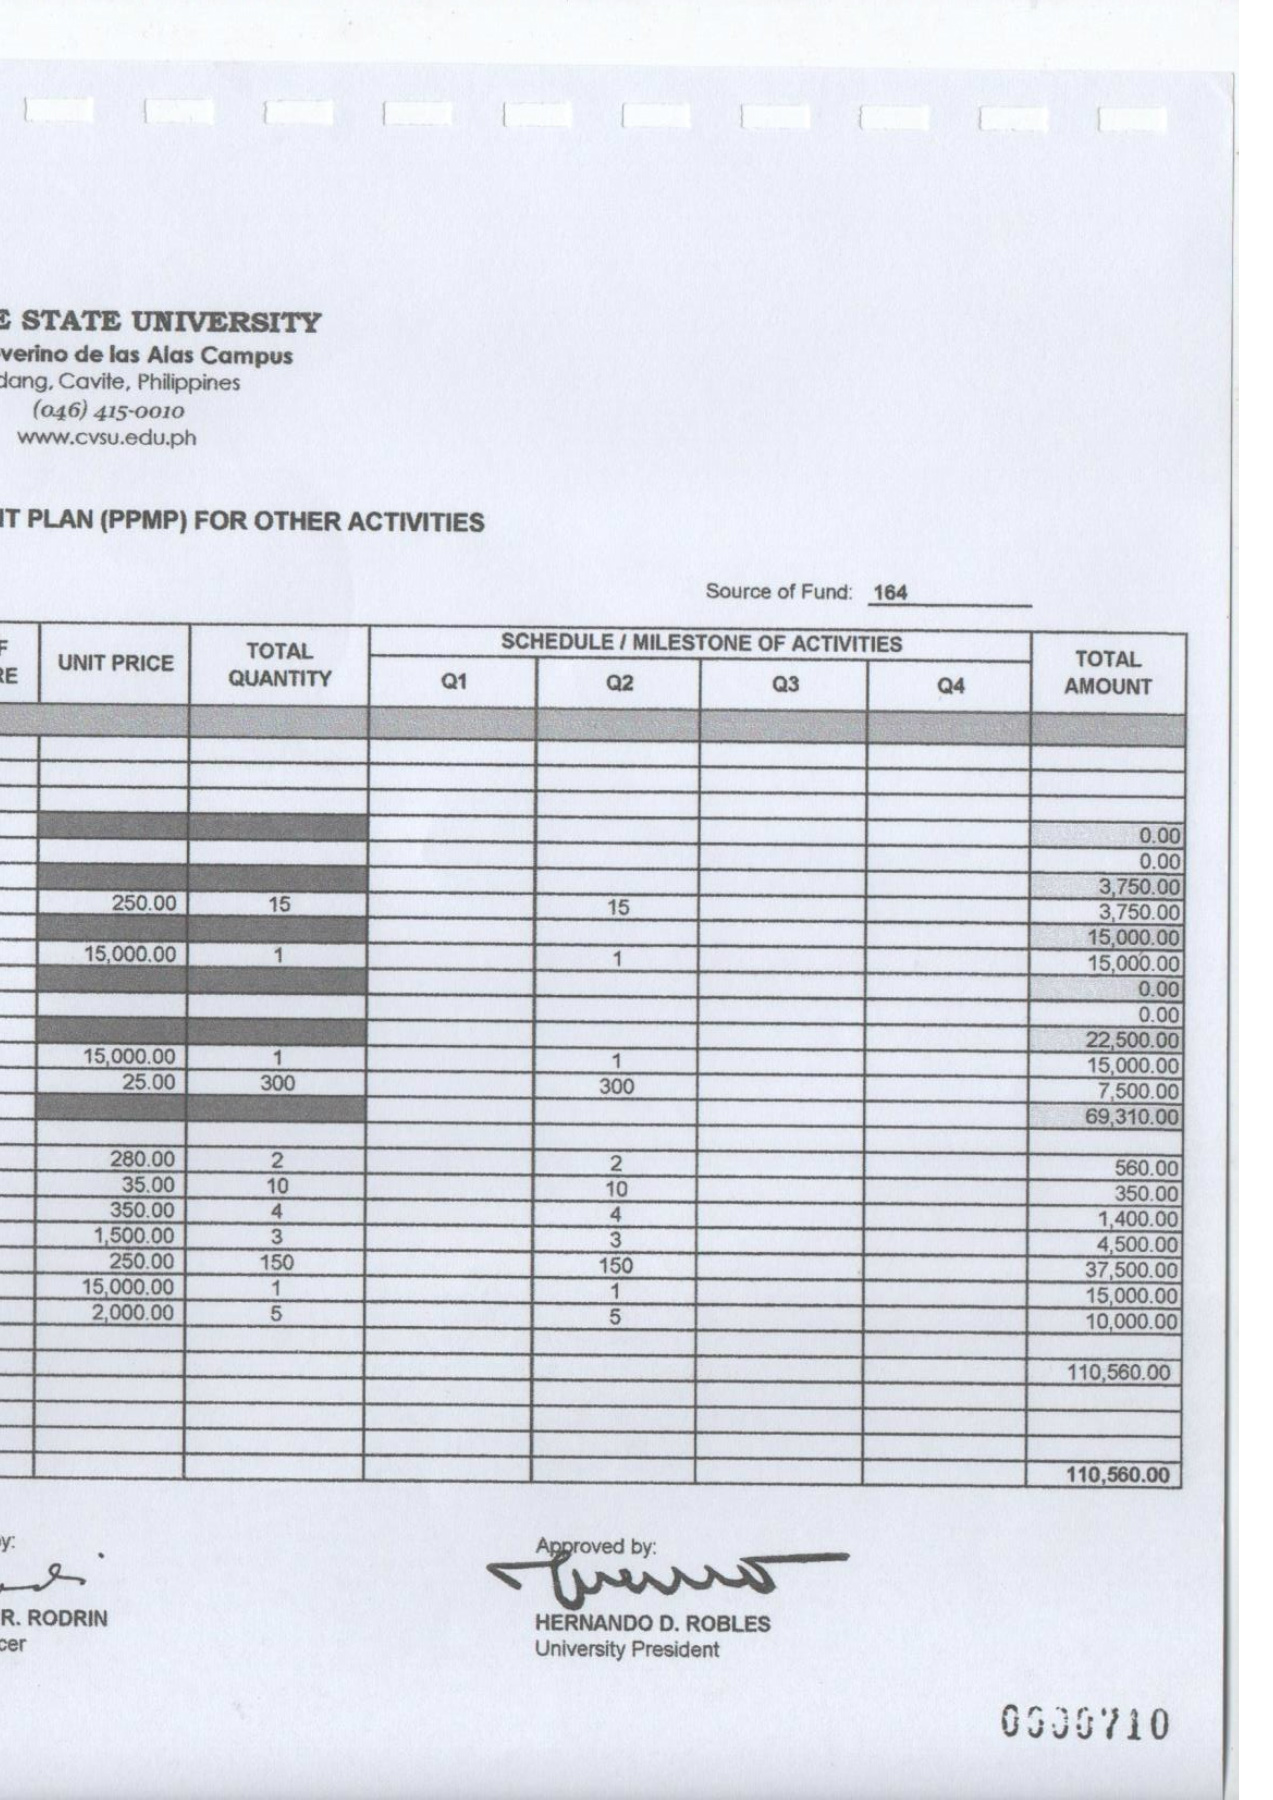 E STATE UNIVERSITY
verino de las Alas Campus
dang, Cavite, Philippines
(046) 415-0010
www.cvsu.edu.ph
IT PLAN (PPMP) FOR OTHER ACTIVITIES
Source of Fund: 164
F
RE
UNIT PRICE
TOTAL
QUANTITY
SCHEDULE / MILESTONE OF ACTIVITIES
Q1 Q2 Q3 Q4
TOTAL
AMOUNT
0.00
0.00
3,750.00
250.00 15 15 3,750.00
15,000.00
15,000.00 1 1 15,000.00
0.00
0.00
22,500.00
15,000.00 1 1 15,000.00
25.00 300 300 7,500.00
69,310.00
280.00 2 2 560.00
35.00 10 10 350.00
350.00 4 4 1,400.00
1,500.00 3 3 4,500.00
250.00 150 150 37,500.00
15,000.00 1 1 15,000.00
2,000.00 5 5 10,000.00
110,560.00
110,560.00
y:
R. RODRIN
cer
Approved by:
HERNANDO D. ROBLES
University President